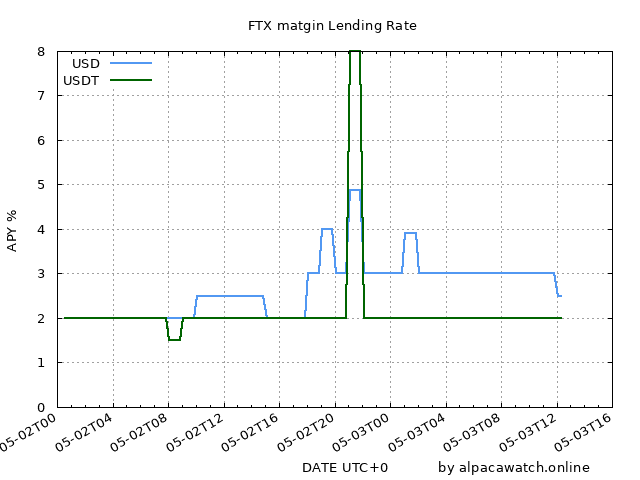 FTX matgin Lending Rate
USD
USDT
8
7
6
5
4
3
2
1
0
APY %
05-02T00
05-02T04
05-02T08
05-02T12
05-02T16
05-02T20
05-03T00
05-03T04
05-03T08
05-03T12
05-03T16
DATE UTC+0
by alpacawatch.online